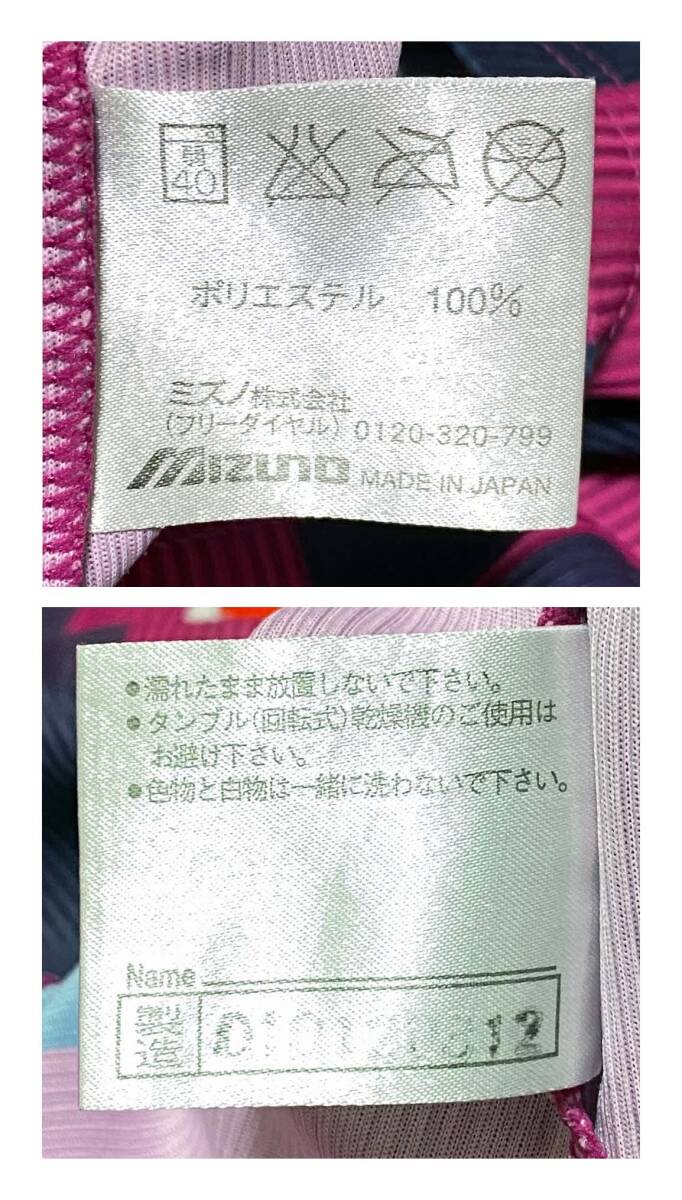 弱
40
ポリエステル 100%
ミズノ株式会社
(フリーダイヤル) 0120-320-799
MIZUNO MADE IN JAPAN
●濡れたまま放置しないで下さい。
●タンブル(回転式)乾燥機のご使用は
お避け下さい。
●色物と白物は一緒に洗わないで下さい。
Name
12